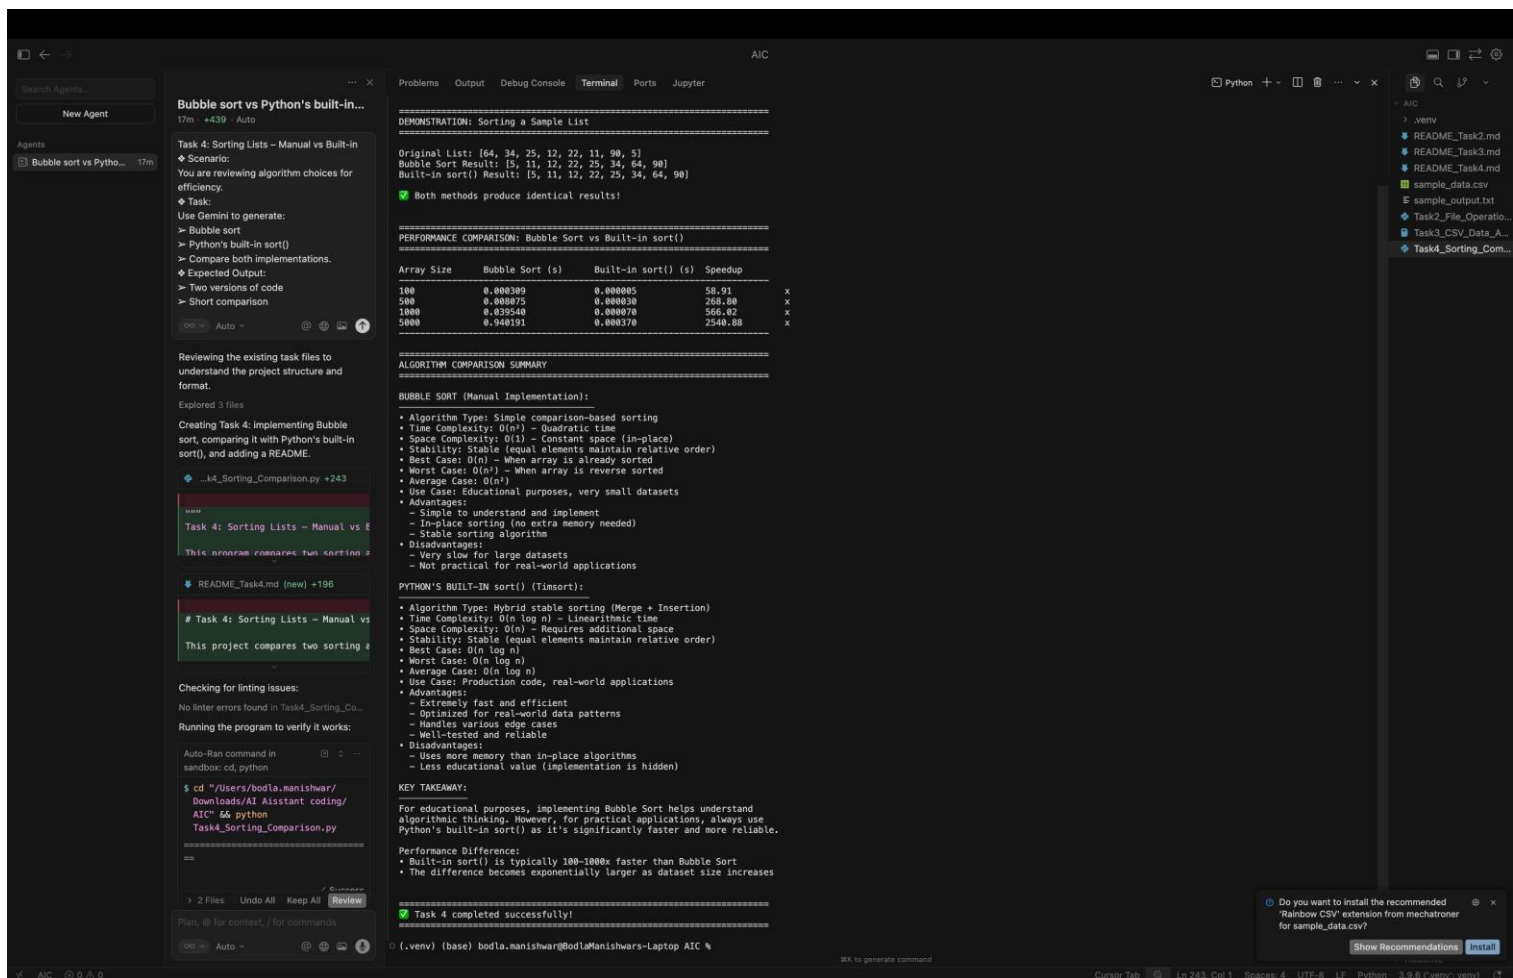 AIC
Search Agents...
New Agent
Agents
Bubble sort vs Pytho... 17m
Bubble sort vs Python's built-in...
17m · +439 · Auto
Task 4: Sorting Lists – Manual vs Built-in
❖ Scenario:
You are reviewing algorithm choices for
efficiency.
❖ Task:
Use Gemini to generate:
➢ Bubble sort
➢ Python's built-in sort()
➢ Compare both implementations.
❖ Expected Output:
➢ Two versions of code
➢ Short comparison
Auto
Reviewing the existing task files to
understand the project structure and
format.
Explored 3 files
Creating Task 4: implementing Bubble
sort, comparing it with Python's built-in
sort(), and adding a README.
...k4_Sorting_Comparison.py +243
"""
Task 4: Sorting Lists – Manual vs B
This program compares two sorting a
README_Task4.md (new) +196
# Task 4: Sorting Lists – Manual vs
This project compares two sorting a
Checking for linting issues:
No linter errors found in Task4_Sorting_Co...
Running the program to verify it works:
Auto-Ran command in
sandbox: cd, python
$ cd "/Users/bodla.manishwar/
Downloads/AI Aisstant coding/
AIC" && python
Task4_Sorting_Comparison.py
==================================
==
✓ Success
> 2 Files Undo All Keep All Review
Plan, @ for context, / for commands
Auto
Problems Output Debug Console Terminal Ports Jupyter
Python
======================================================================
DEMONSTRATION: Sorting a Sample List
======================================================================
Original List: [64, 34, 25, 12, 22, 11, 90, 5]
Bubble Sort Result: [5, 11, 12, 22, 25, 34, 64, 90]
Built-in sort() Result: [5, 11, 12, 22, 25, 34, 64, 90]
✅ Both methods produce identical results!
======================================================================
PERFORMANCE COMPARISON: Bubble Sort vs Built-in sort()
======================================================================
Array Size Bubble Sort (s) Built-in sort() (s) Speedup
----------------------------------------------------------------------
100 0.000309 0.000005 58.91 x
500 0.008075 0.000030 268.80 x
1000 0.039540 0.000070 566.02 x
5000 0.940191 0.000370 2540.88 x
----------------------------------------------------------------------
======================================================================
ALGORITHM COMPARISON SUMMARY
======================================================================
BUBBLE SORT (Manual Implementation):
• Algorithm Type: Simple comparison-based sorting
• Time Complexity: O(n²) – Quadratic time
• Space Complexity: O(1) – Constant space (in-place)
• Stability: Stable (equal elements maintain relative order)
• Best Case: O(n) – When array is already sorted
• Worst Case: O(n²) – When array is reverse sorted
• Average Case: O(n²)
• Use Case: Educational purposes, very small datasets
• Advantages:
– Simple to understand and implement
– In-place sorting (no extra memory needed)
– Stable sorting algorithm
• Disadvantages:
– Very slow for large datasets
– Not practical for real-world applications
PYTHON'S BUILT-IN sort() (Timsort):
• Algorithm Type: Hybrid stable sorting (Merge + Insertion)
• Time Complexity: O(n log n) – Linearithmic time
• Space Complexity: O(n) – Requires additional space
• Stability: Stable (equal elements maintain relative order)
• Best Case: O(n log n)
• Worst Case: O(n log n)
• Average Case: O(n log n)
• Use Case: Production code, real-world applications
• Advantages:
– Extremely fast and efficient
– Optimized for real-world data patterns
– Handles various edge cases
– Well-tested and reliable
• Disadvantages:
– Uses more memory than in-place algorithms
– Less educational value (implementation is hidden)
KEY TAKEAWAY:
For educational purposes, implementing Bubble Sort helps understand
algorithmic thinking. However, for practical applications, always use
Python's built-in sort() as it's significantly faster and more reliable.
Performance Difference:
• Built-in sort() is typically 100-1000x faster than Bubble Sort
• The difference becomes exponentially larger as dataset size increases
======================================================================
✅ Task 4 completed successfully!
======================================================================
(.venv) (base) bodla.manishwar@BodlaManishwars-Laptop AIC %
⌘K to generate command
AIC
.venv
README_Task2.md
README_Task3.md
README_Task4.md
sample_data.csv
sample_output.txt
Task2_File_Operatio...
Task3_CSV_Data_A...
Task4_Sorting_Com...
Do you want to install the recommended
'Rainbow CSV' extension from mechatroner
for sample_data.csv?
Show Recommendations Install
AIC 0 0
Cursor Tab Ln 243, Col 1 Spaces: 4 UTF-8 LF Python 3.9.6 ('.venv': venv)